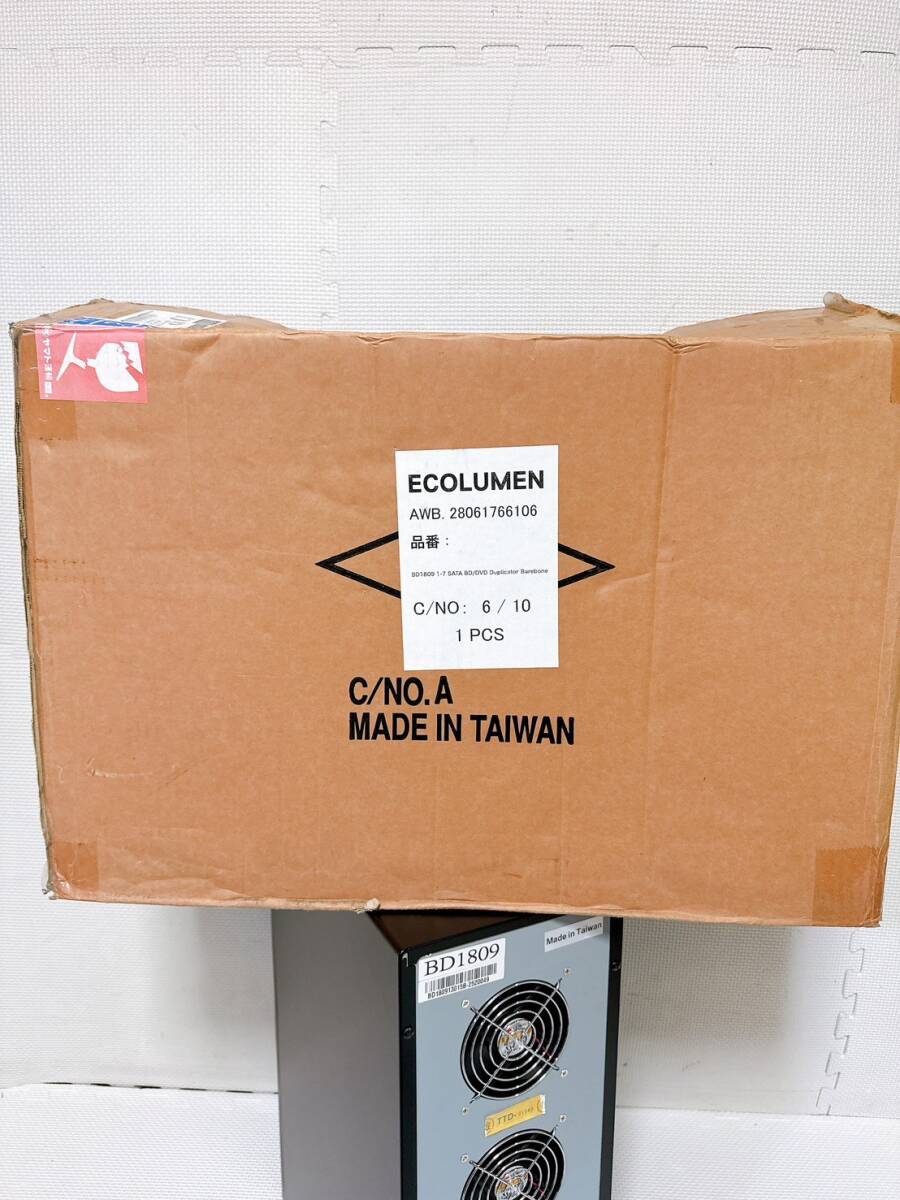 ECOLUMEN
AWB. 28061766106
品番：
BD1809 1-7 SATA BD/DVD Duplicator Barebone
C/NO: 6 / 10
1 PCS
C/NO. A
MADE IN TAIWAN
BD1809
Made in Taiwan
TTD-